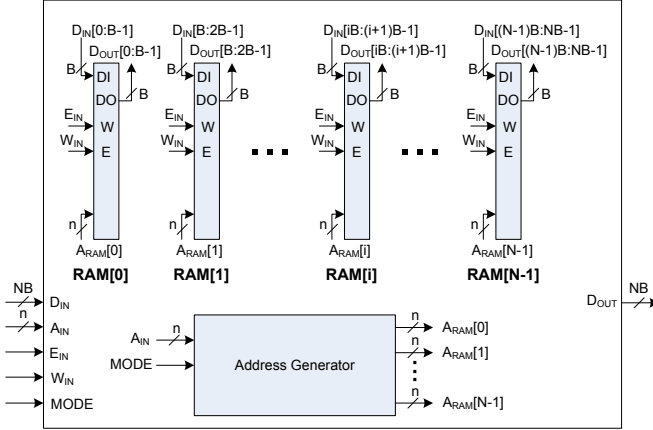 D_IN[0:B-1] D_IN[B:2B-1] D_IN[iB:(i+1)B-1] D_IN[(N-1)B:NB-1]
D_OUT[0:B-1] D_OUT[B:2B-1] D_OUT[iB:(i+1)B-1] D_OUT[(N-1)B:NB-1]
B DI B DI B DI B DI
DO B DO B DO B DO B
E_IN W E_IN W E_IN W E_IN W
W_IN E W_IN E W_IN E W_IN E
n n n n
A_RAM[0] A_RAM[1] A_RAM[i] A_RAM[N-1]
RAM[0] RAM[1] RAM[i] RAM[N-1]
NB D_IN
n A_IN
E_IN
W_IN
MODE
A_IN n
MODE
Address Generator
n A_RAM[0]
n A_RAM[1]
n A_RAM[N-1]
D_OUT NB